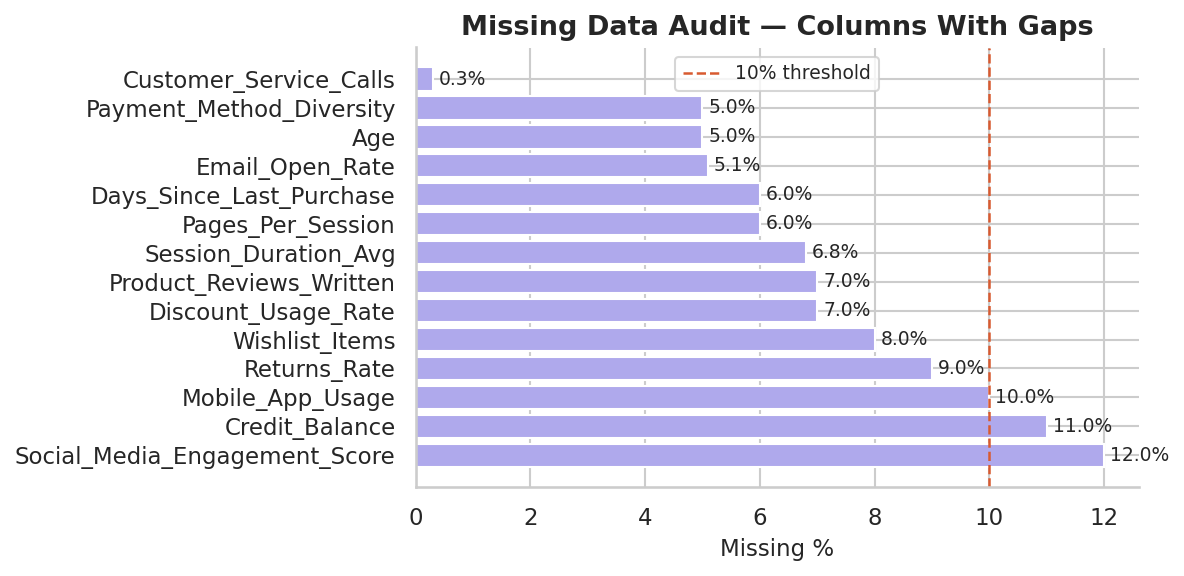 Missing Data Audit — Columns With Gaps
10% threshold
Customer_Service_Calls 0.3%
Payment_Method_Diversity 5.0%
Age 5.0%
Email_Open_Rate 5.1%
Days_Since_Last_Purchase 6.0%
Pages_Per_Session 6.0%
Session_Duration_Avg 6.8%
Product_Reviews_Written 7.0%
Discount_Usage_Rate 7.0%
Wishlist_Items 8.0%
Returns_Rate 9.0%
Mobile_App_Usage 10.0%
Credit_Balance 11.0%
Social_Media_Engagement_Score 12.0%
0 2 4 6 8 10 12
Missing %